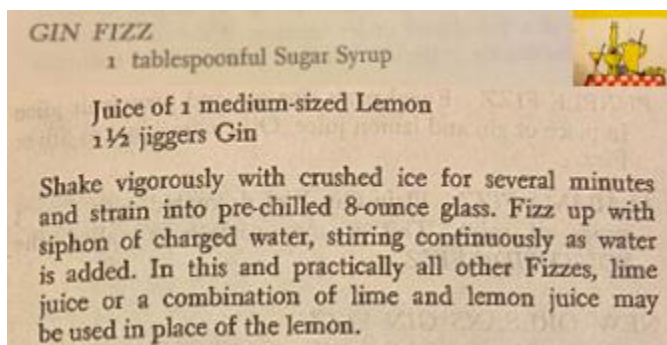 GIN FIZZ
1 tablespoonful Sugar Syrup
Juice of 1 medium-sized Lemon
1½ jiggers Gin
Shake vigorously with crushed ice for several minutes
and strain into pre-chilled 8-ounce glass. Fizz up with
siphon of charged water, stirring continuously as water
is added. In this and practically all other Fizzes, lime
juice or a combination of lime and lemon juice may
be used in place of the lemon.